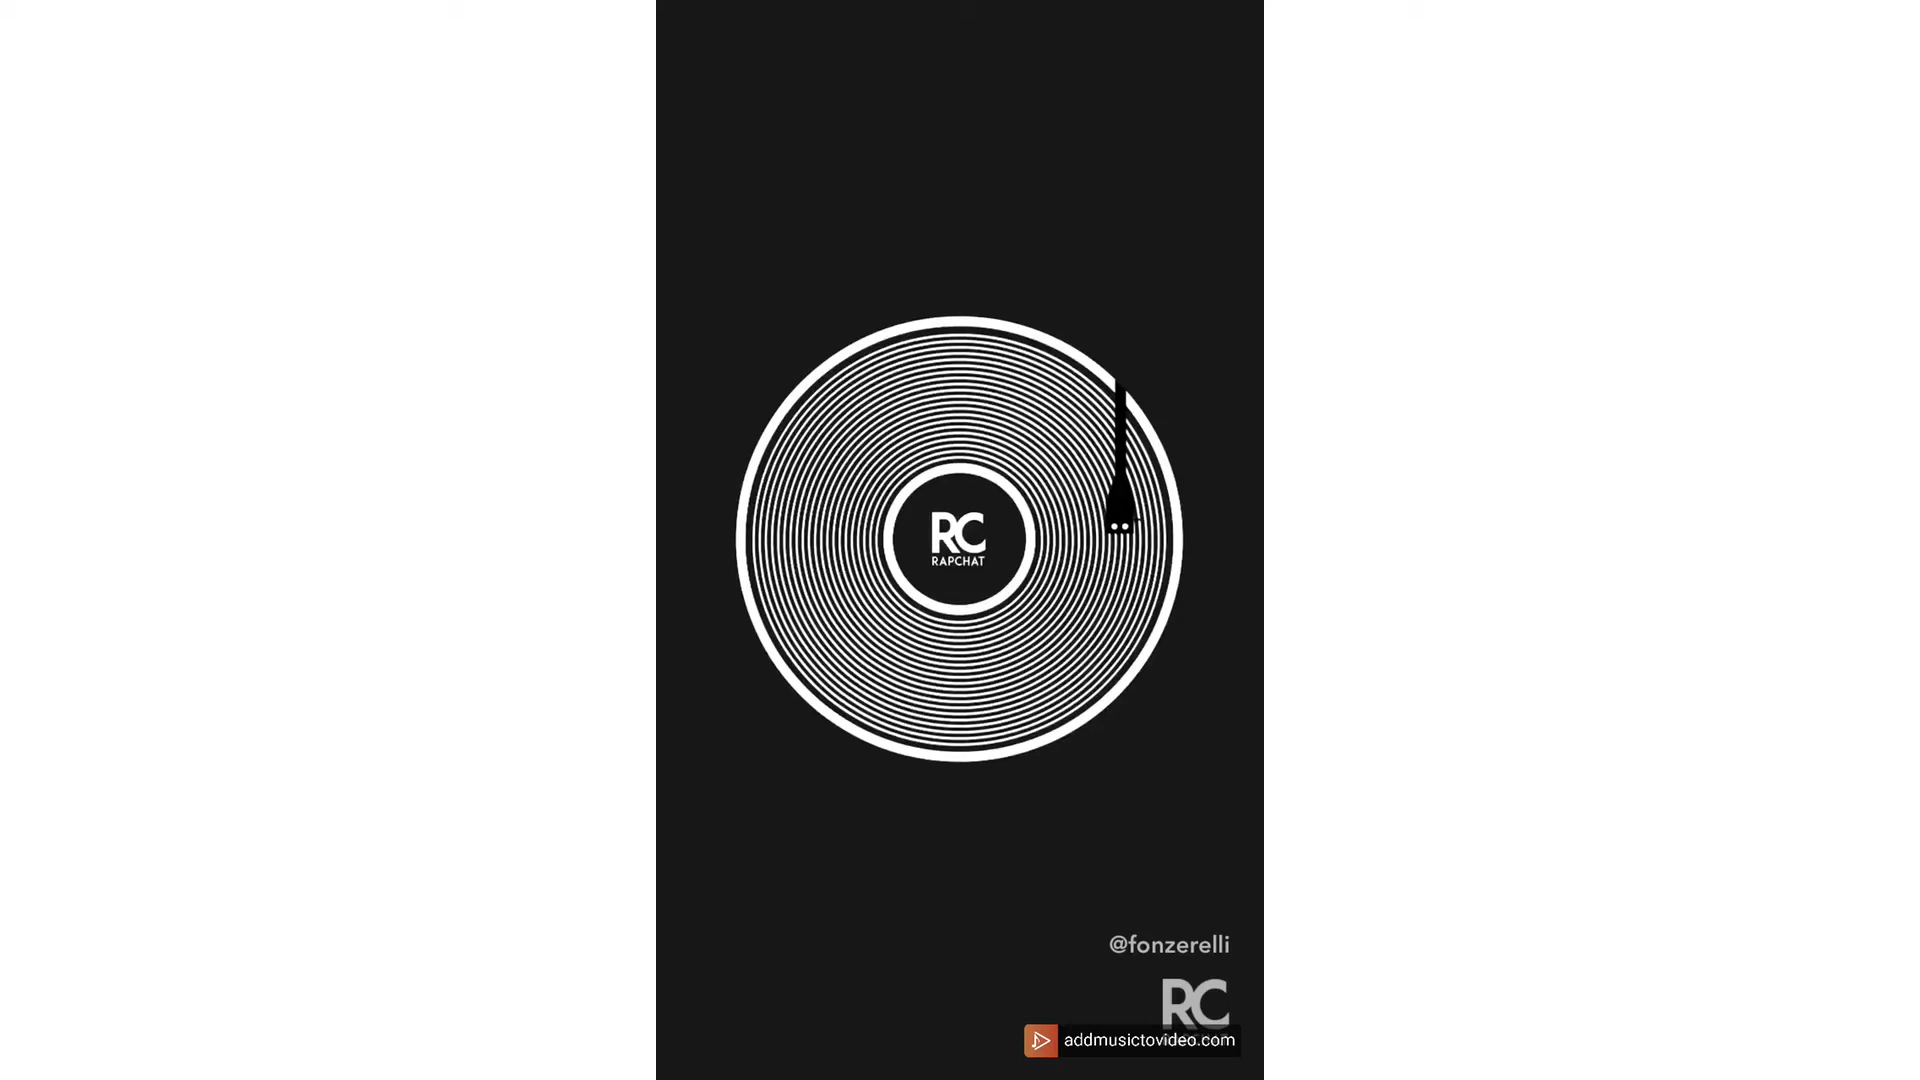 RC
RAPCHAT
@fonzerelli
RC
addmusictovideo.com